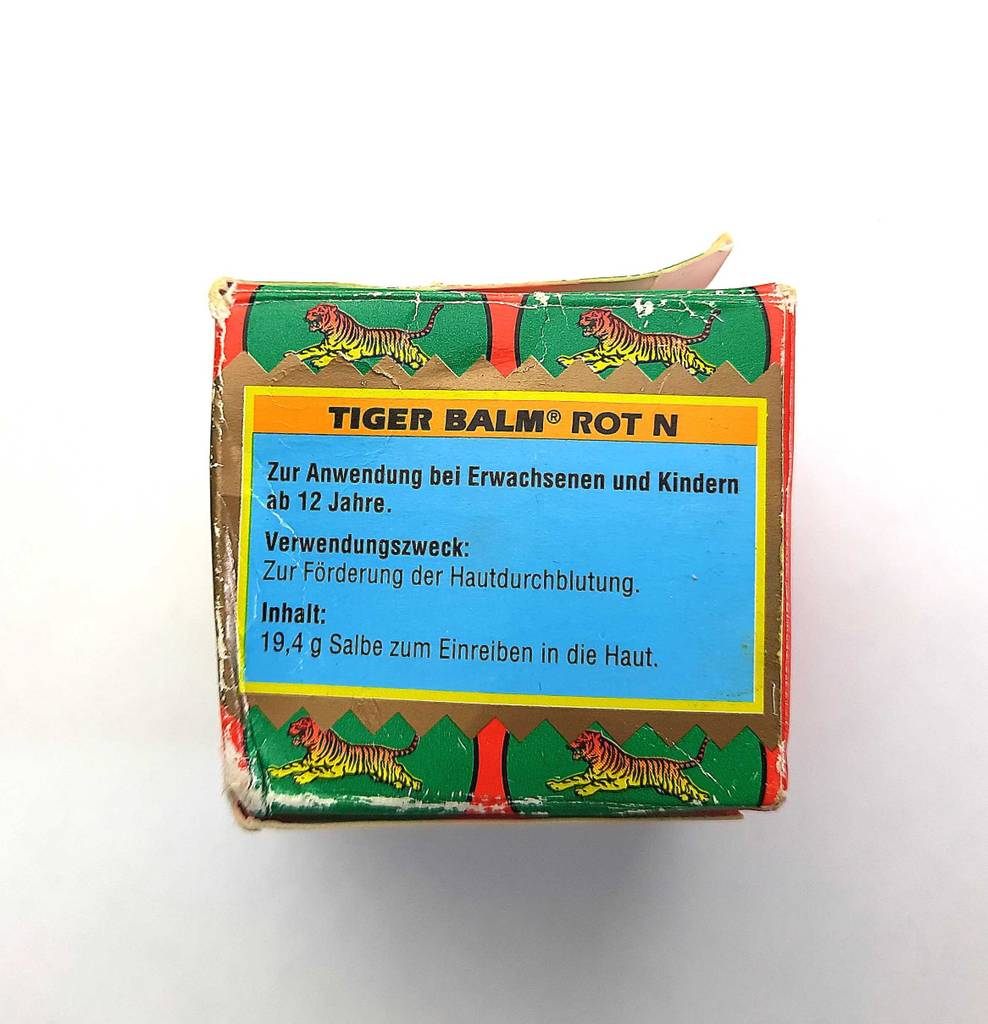 TIGER BALM® ROT N
Zur Anwendung bei Erwachsenen und Kindern
ab 12 Jahre.
Verwendungszweck:
Zur Förderung der Hautdurchblutung.
Inhalt:
19,4 g Salbe zum Einreiben in die Haut.